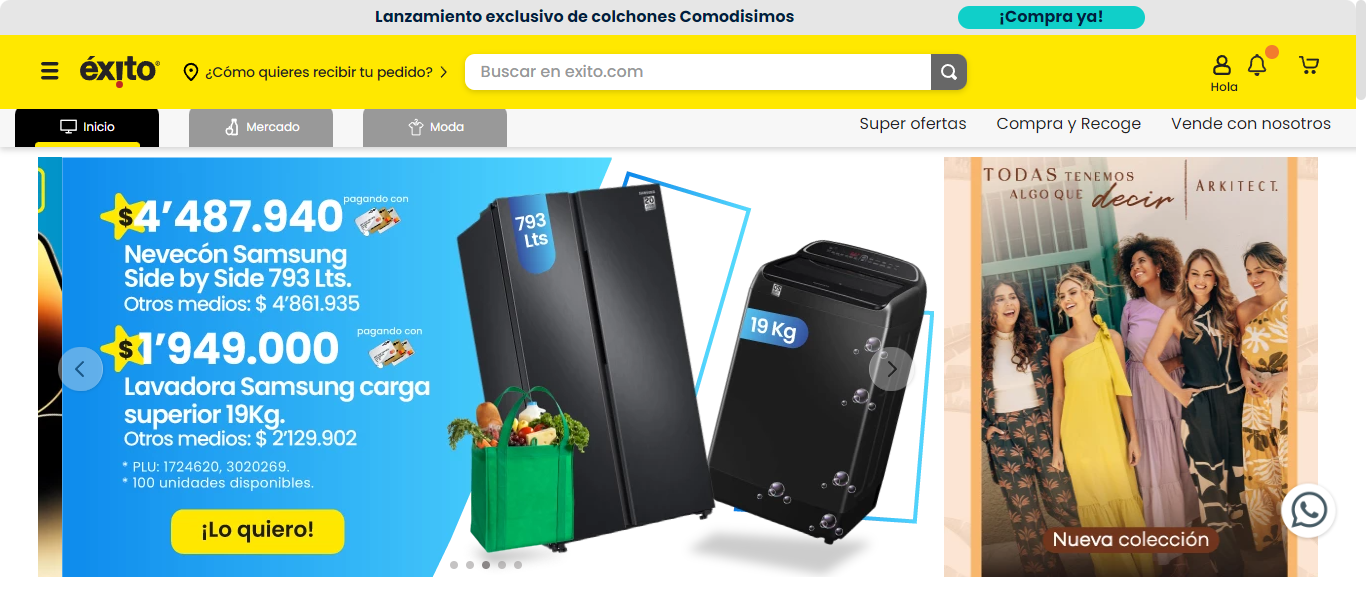 Lanzamiento exclusivo de colchones Comodisimos
¡Compra ya!
éxito
¿Cómo quieres recibir tu pedido?
Buscar en exito.com
Hola
Inicio
Mercado
Moda
Super ofertas
Compra y Recoge
Vende con nosotros
$4’487.940
pagando con
Nevecón Samsung
Side by Side 793 Lts.
Otros medios: $ 4’861.935
$1’949.000
pagando con
Lavadora Samsung carga
superior 19Kg.
Otros medios: $ 2’129.902
* PLU: 1724620, 3020269.
* 100 unidades disponibles.
¡Lo quiero!
793
Lts
SAMSUNG
20
19 Kg
TODAS TENEMOS
ALGO QUE decir
ARKITECT.
Nueva colección